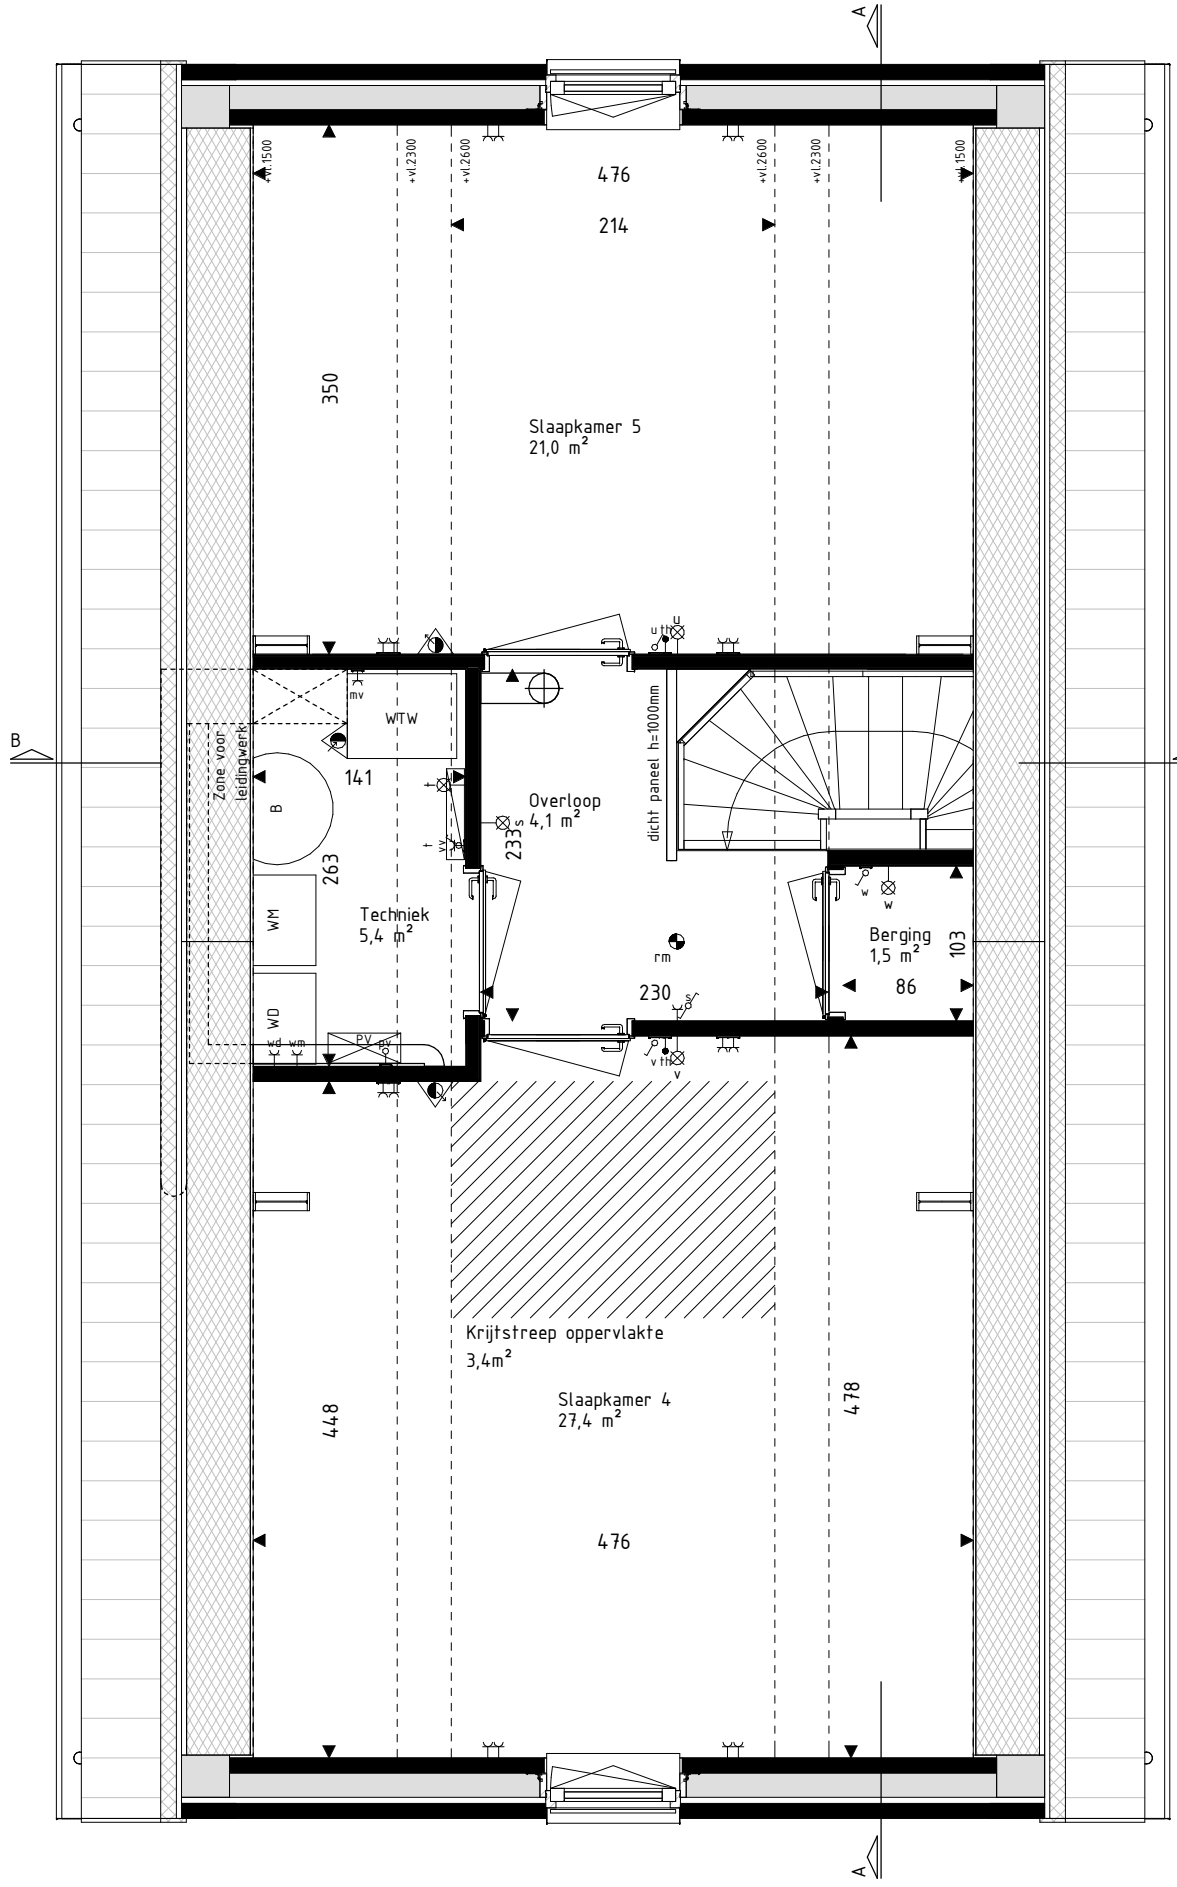 A
+vl.1500
+vl.2300
+vl.2600
476
+vl.2600
+vl.2300
+vl.1500
214
350
Slaapkamer 5
21,0 m²
u
u th
mv
WTW
B
Zone voor
leidingwerk
141
t
B
Overloop
4,1 m²
dicht paneel h=1000mm
s
233
t
vv
263
Techniek
5,4 m²
WM
w
w
Berging
1,5 m²
103
rm
86
230
s
WD
wd
wm
PV
pv
v th
v
Krijtstreep oppervlakte
3,4m²
Slaapkamer 4
27,4 m²
448
478
476
A